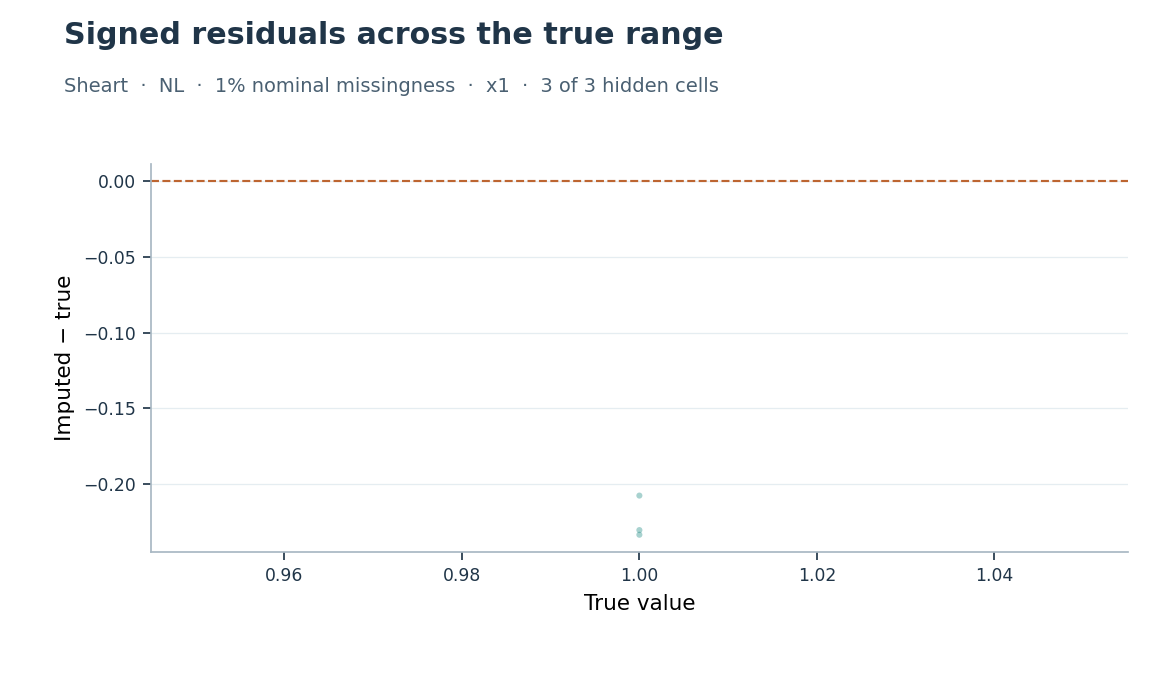 Signed residuals across the true range
Sheart · NL · 1% nominal missingness · x1 · 3 of 3 hidden cells
0.00
−0.05
−0.10
−0.15
−0.20
Imputed − true
0.96
0.98
1.00
1.02
1.04
True value